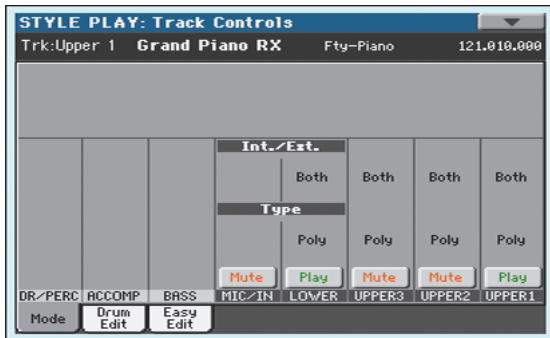 STYLE PLAY: Track Controls
Trk:Upper 1 Grand Piano RX Fty-Piano 121.010.000
Int./Ext.
Both Both Both Both
Type
Poly Poly Poly Poly
Mute Play Mute Mute Play
DR/PERC ACCOMP BASS MIC/IN LOWER UPPER3 UPPER2 UPPER1
Mode Drum Edit Easy Edit